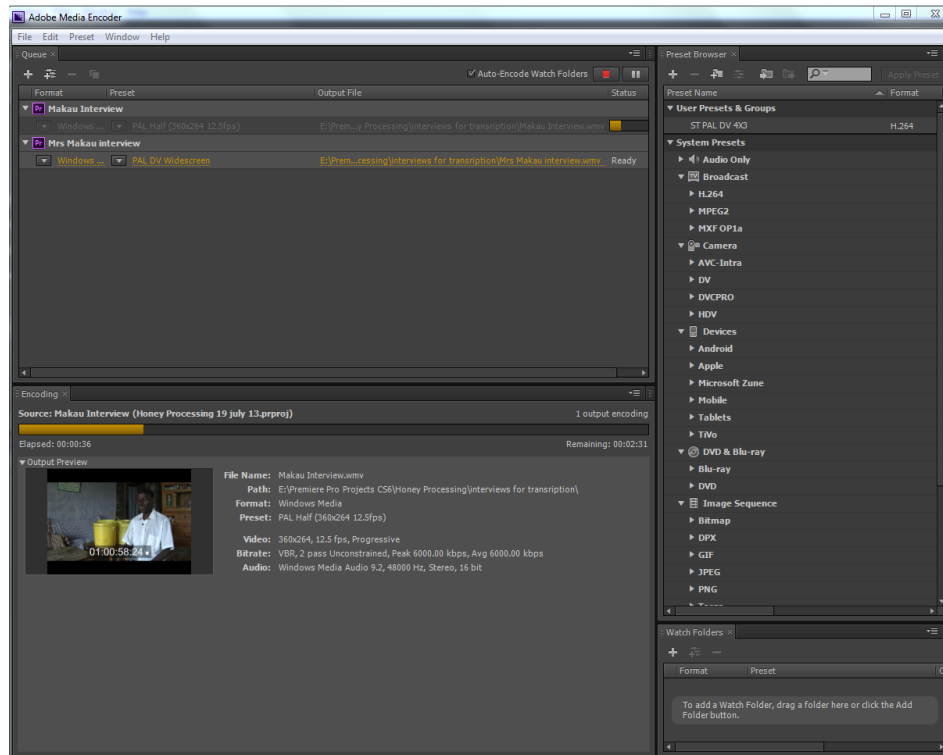 Adobe Media Encoder
File Edit Preset Window Help
Queue ×
Auto-Encode Watch Folders
Format Preset Output File Status
Pr Makau Interview
Windows ... PAL Half (360x264 12.5fps) E:\Prem...y Processing\interviews for transription\Makau Interview.wmv
Pr Mrs Makau interview
Windows ... PAL DV Widescreen E:\Prem...cessing\interviews for transription\Mrs Makau interview.wmv Ready
Encoding ×
Source: Makau Interview (Honey Processing 19 july 13.prproj) 1 output encoding
Elapsed: 00:00:36 Remaining: 00:02:31
Output Preview
01:00:58:24
File Name: Makau Interview.wmv
Path: E:\Premiere Pro Projects CS6\Honey Processing\interviews for transription\
Format: Windows Media
Preset: PAL Half (360x264 12.5fps)
Video: 360x264, 12.5 fps, Progressive
Bitrate: VBR, 2 pass Unconstrained, Peak 6000.00 kbps, Avg 6000.00 kbps
Audio: Windows Media Audio 9.2, 48000 Hz, Stereo, 16 bit
Preset Browser ×
Apply Preset
Preset Name Format
User Presets & Groups
ST PAL DV 4X3 H.264
System Presets
Audio Only
TV Broadcast
H.264
MPEG2
MXF OP1a
Camera
AVC-Intra
DV
DVCPRO
HDV
Devices
Android
Apple
Microsoft Zune
Mobile
Tablets
TiVo
DVD & Blu-ray
Blu-ray
DVD
Image Sequence
Bitmap
DPX
GIF
JPEG
PNG
Watch Folders ×
Format Preset
To add a Watch Folder, drag a folder here or click the Add
Folder button.